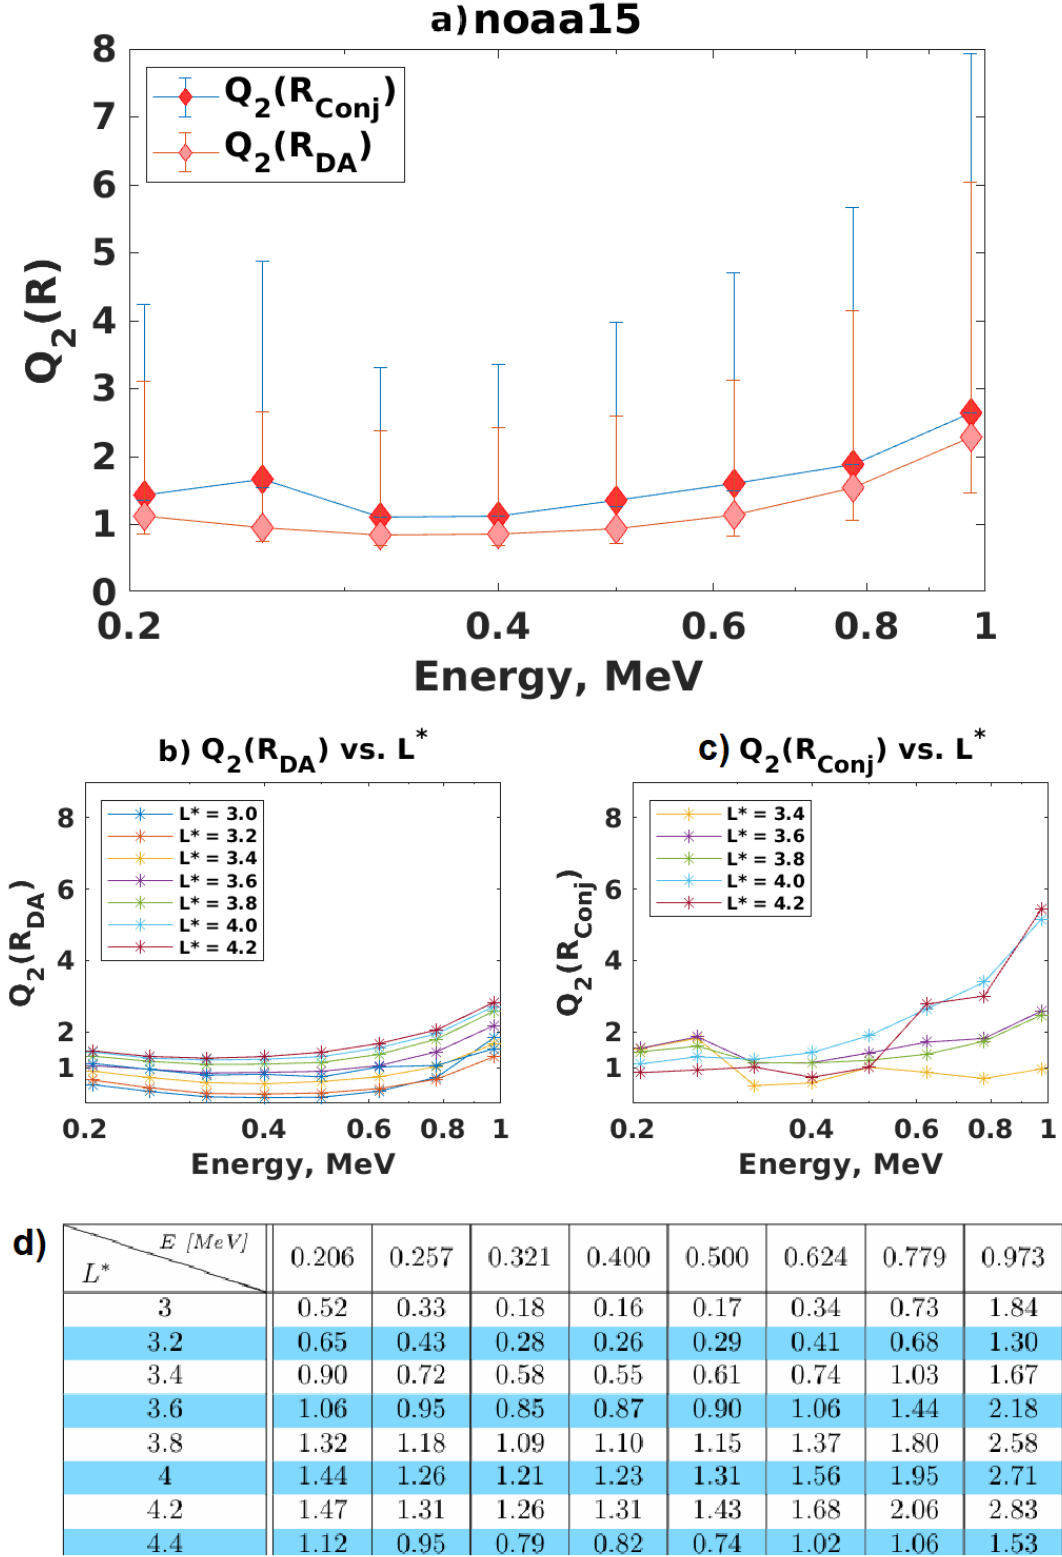 a) noaa15
8
7
6
5
4
3
2
1
0
Q2(R)
Q2(RConj)
Q2(RDA)
0.2 0.4 0.6 0.8 1
Energy, MeV
b) Q2(RDA) vs. L*
8
6
4
2
1
Q2(RDA)
L* = 3.0
L* = 3.2
L* = 3.4
L* = 3.6
L* = 3.8
L* = 4.0
L* = 4.2
0.2 0.4 0.6 0.8 1
Energy, MeV
c) Q2(RConj) vs. L*
8
6
4
2
1
Q2(RConj)
L* = 3.4
L* = 3.6
L* = 3.8
L* = 4.0
L* = 4.2
0.2 0.4 0.6 0.8 1
Energy, MeV
d)
E [MeV]
L*
0.206 0.257 0.321 0.400 0.500 0.624 0.779 0.973
3 0.52 0.33 0.18 0.16 0.17 0.34 0.73 1.84
3.2 0.65 0.43 0.28 0.26 0.29 0.41 0.68 1.30
3.4 0.90 0.72 0.58 0.55 0.61 0.74 1.03 1.67
3.6 1.06 0.95 0.85 0.87 0.90 1.06 1.44 2.18
3.8 1.32 1.18 1.09 1.10 1.15 1.37 1.80 2.58
4 1.44 1.26 1.21 1.23 1.31 1.56 1.95 2.71
4.2 1.47 1.31 1.26 1.31 1.43 1.68 2.06 2.83
4.4 1.12 0.95 0.79 0.82 0.74 1.02 1.06 1.53